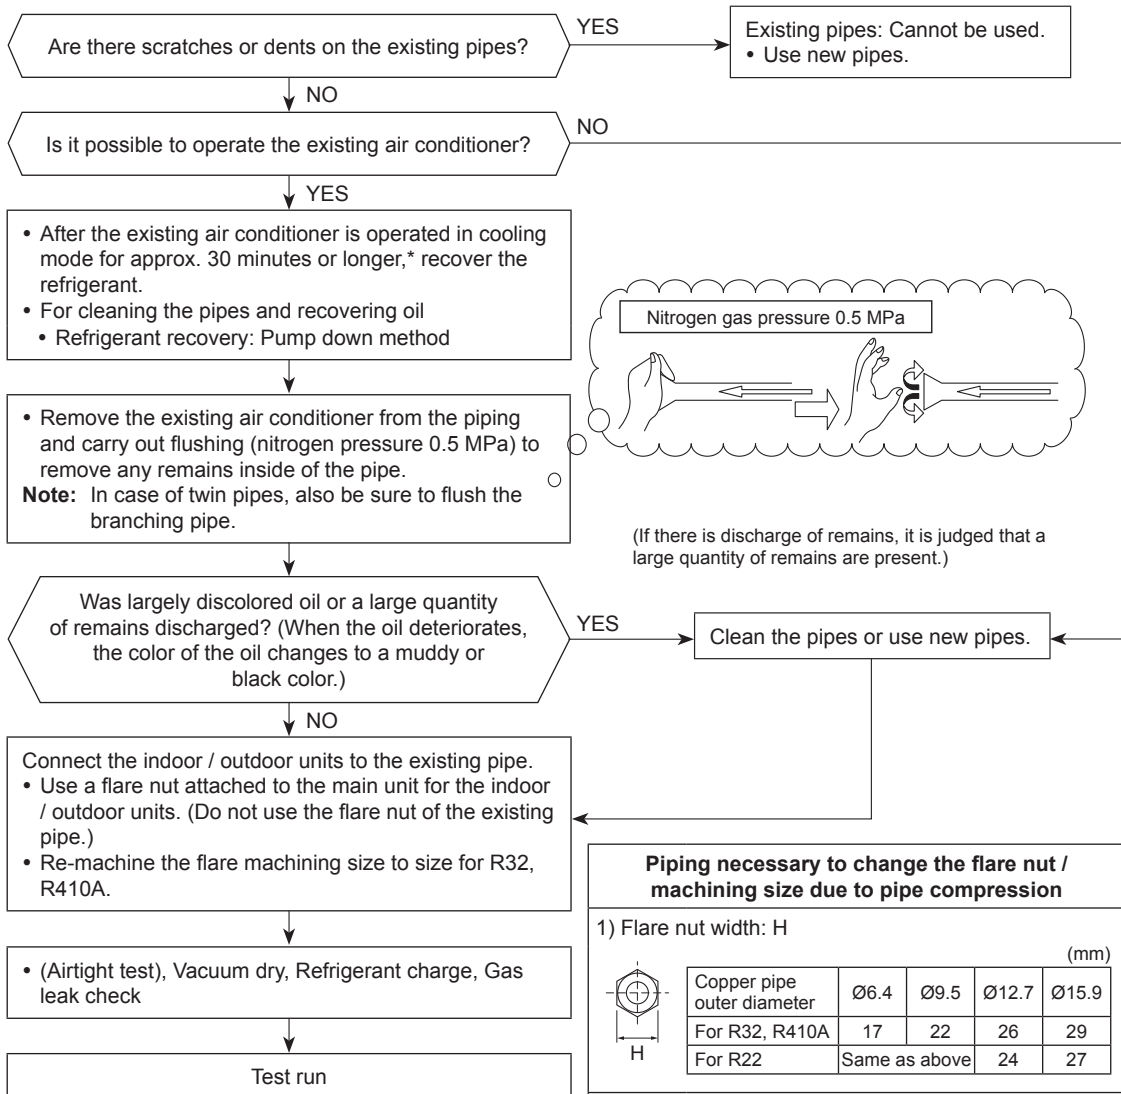 Are there scratches or dents on the existing pipes?
YES
Existing pipes: Cannot be used.
• Use new pipes.
NO
Is it possible to operate the existing air conditioner?
NO
YES
• After the existing air conditioner is operated in cooling
mode for approx. 30 minutes or longer,* recover the
refrigerant.
• For cleaning the pipes and recovering oil
• Refrigerant recovery: Pump down method
Nitrogen gas pressure 0.5 MPa
• Remove the existing air conditioner from the piping
and carry out flushing (nitrogen pressure 0.5 MPa) to
remove any remains inside of the pipe.
Note: In case of twin pipes, also be sure to flush the
branching pipe.
(If there is discharge of remains, it is judged that a
large quantity of remains are present.)
Was largely discolored oil or a large quantity
of remains discharged? (When the oil deteriorates,
the color of the oil changes to a muddy or
black color.)
YES
Clean the pipes or use new pipes.
NO
Connect the indoor / outdoor units to the existing pipe.
• Use a flare nut attached to the main unit for the indoor
/ outdoor units. (Do not use the flare nut of the existing
pipe.)
• Re-machine the flare machining size to size for R32,
R410A.
• (Airtight test), Vacuum dry, Refrigerant charge, Gas
leak check
Test run
Piping necessary to change the flare nut /
machining size due to pipe compression
1) Flare nut width: H
(mm)
H
Copper pipe
outer diameter Ø6.4 Ø9.5 Ø12.7 Ø15.9
For R32, R410A 17 22 26 29
For R22 Same as above 24 27